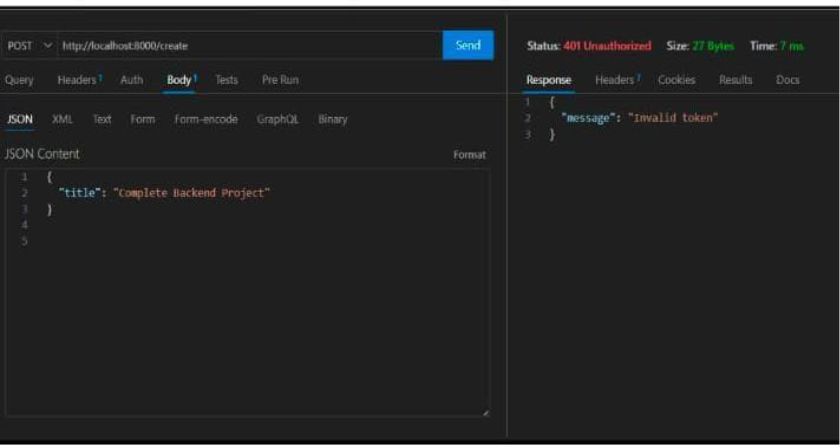 POST http://localhost:8000/create Send
Query Headers 1 Auth Body 1 Tests Pre Run
JSON XML Text Form Form-encode GraphQL Binary
JSON Content Format
1 {
2 "title": "Complete Backend Project"
3 }
4
5
Status: 401 Unauthorized Size: 27 Bytes Time: 7 ms
Response Headers 7 Cookies Results Docs
1 {
2 "message": "Invalid token"
3 }